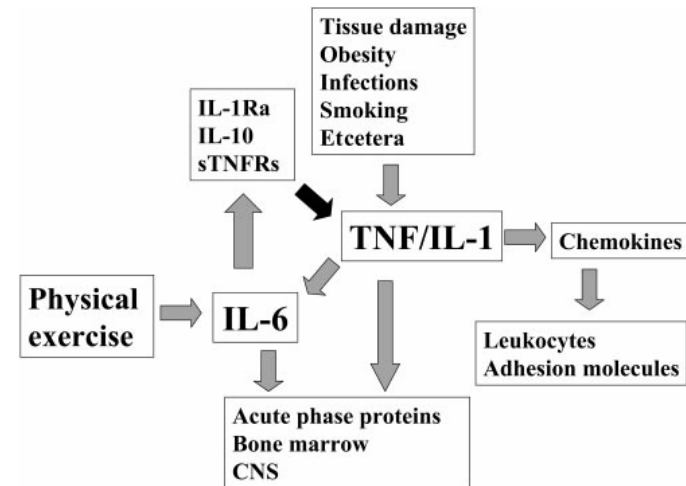 Tissue damage
Obesity
Infections
Smoking
Etcetera
IL-1Ra
IL-10
sTNFRs
TNF/IL-1
Chemokines
Physical
exercise
IL-6
Leukocytes
Adhesion molecules
Acute phase proteins
Bone marrow
CNS